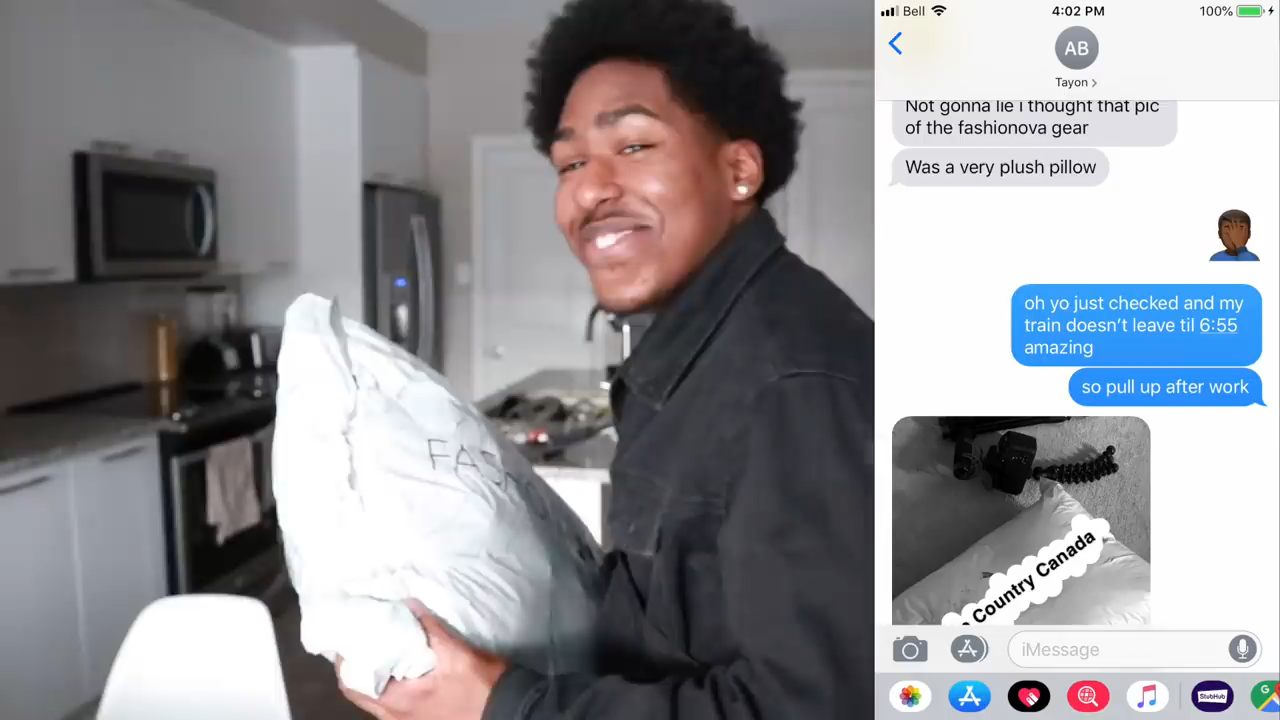 FAS
Bell
4:02 PM
100%
AB
Tayon >
Not gonna lie i thought that pic
of the fashionova gear
Was a very plush pillow
oh yo just checked and my
train doesn't leave til 6:55
amazing
so pull up after work
Country Canada
iMessage
StubHub
G